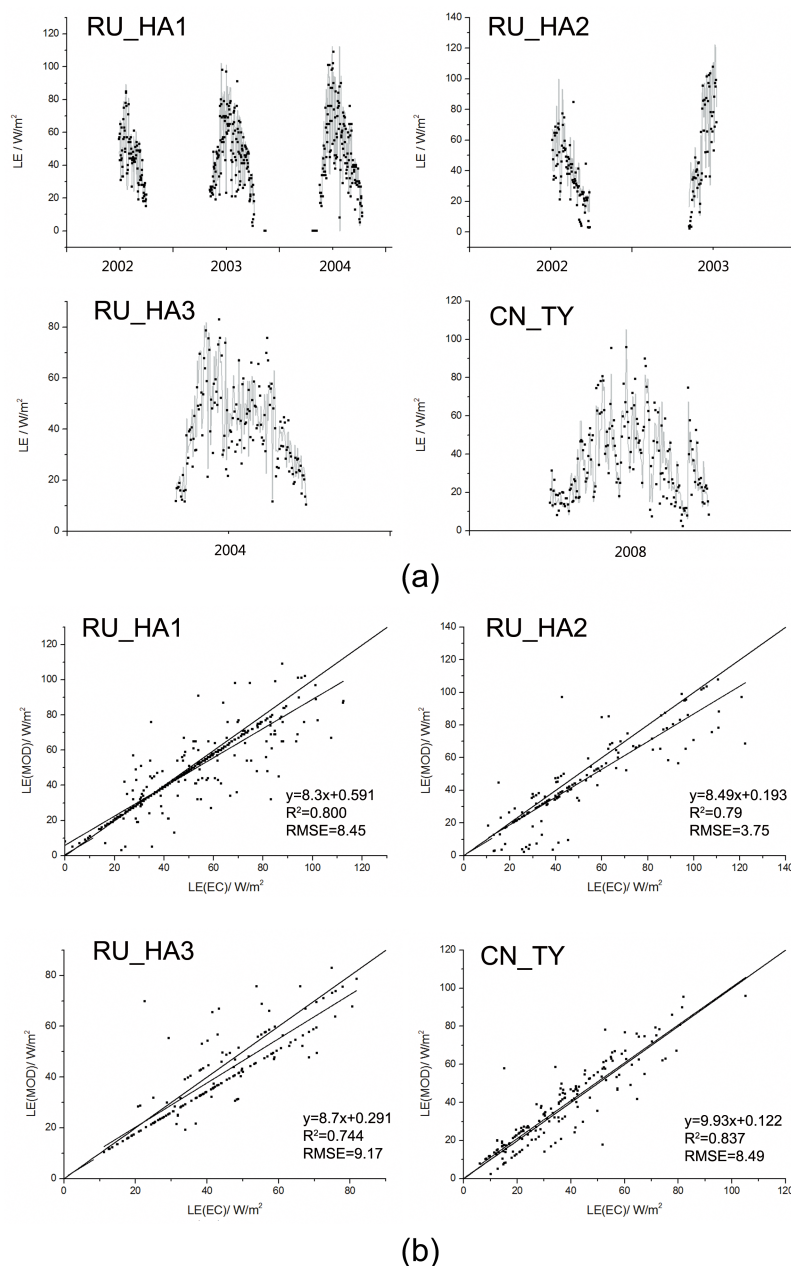 RU_HA1
120
100
80
60
40
20
0
LE / W/m²
2002
2003
2004
RU_HA2
140
120
100
80
60
40
20
0
LE / W/m²
2002
2003
RU_HA3
80
60
40
20
0
LE / W/m²
2004
CN_TY
120
100
80
60
40
20
0
LE / W/m²
2008
(a)
RU_HA1
120
100
80
60
40
20
0
LE(MOD)/ W/m²
y=8.3x+0.591
R²=0.800
RMSE=8.45
0 20 40 60 80 100 120
LE(EC)/ W/m²
RU_HA2
140
120
100
80
60
40
20
0
LE(MOD)/ W/m²
y=8.49x+0.193
R²=0.79
RMSE=3.75
0 20 40 60 80 100 120 140
LE(EC)/ W/m²
RU_HA3
80
60
40
20
0
LE(MOD)/ W/m²
y=8.7x+0.291
R²=0.744
RMSE=9.17
0 20 40 60 80
LE(EC)/ W/m²
CN_TY
120
100
80
60
40
20
0
LE(MOD)/ W/m²
y=9.93x+0.122
R²=0.837
RMSE=8.49
0 20 40 60 80 100 120
LE(EC)/ W/m²
(b)